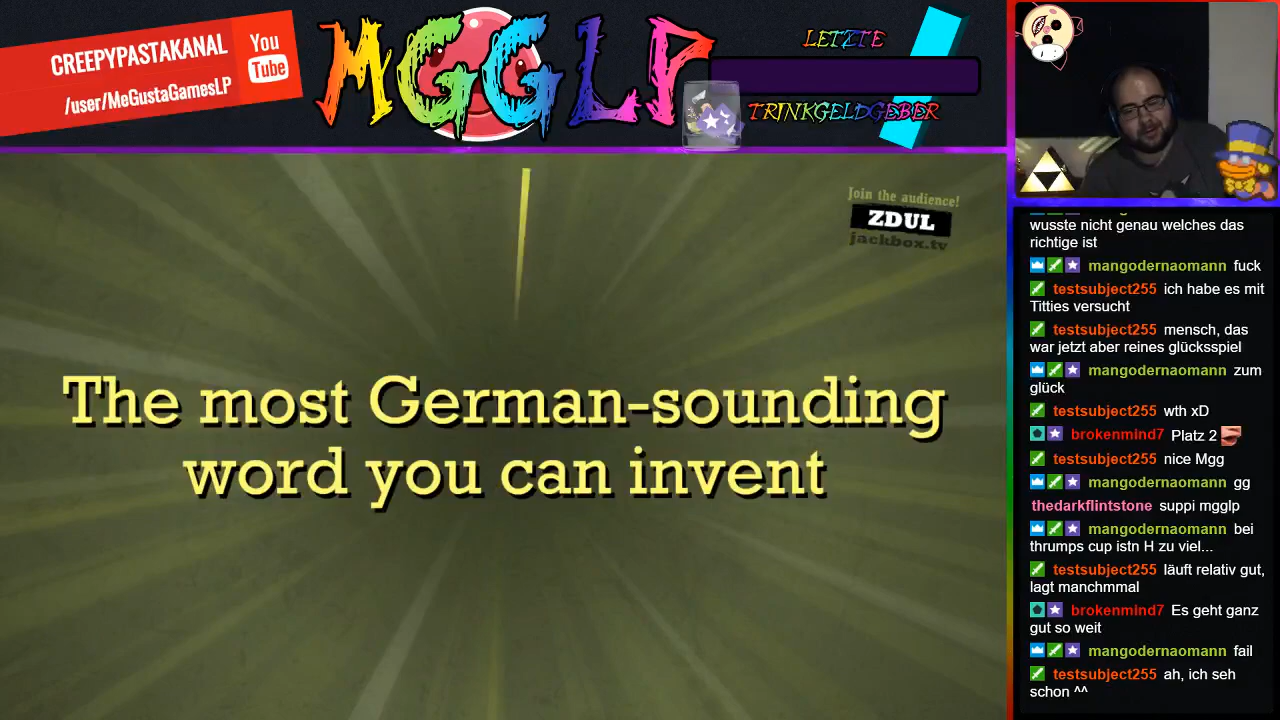 CREEPYPASTAKANAL
/user/MeGustaGamesLP
You
Tube
MGGLP
LETZTE
TRINKGELDGEBER
Join the audience!
ZDUL
jackbox.tv
The most German-sounding
word you can invent
wusste nicht genau welches das
richtige ist
mangodernaomann fuck
testsubject255 ich habe es mit
Titties versucht
testsubject255 mensch, das
war jetzt aber reines glücksspiel
mangodernaomann zum
glück
testsubject255 wth xD
brokenmind7 Platz 2
testsubject255 nice Mgg
mangodernaomann gg
thedarkflintstone suppi mgglp
mangodernaomann bei
thrumps cup istn H zu viel...
testsubject255 läuft relativ gut,
lagt manchmmal
brokenmind7 Es geht ganz
gut so weit
mangodernaomann fail
testsubject255 ah, ich seh
schon ^^